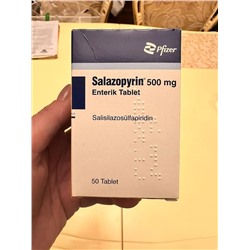 Pfizer
Salazopyrin® 500 mg
Enterik Tablet
Salisilazosülfapiridin
50 Tablet